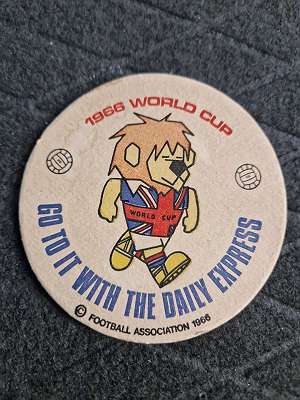 1966 WORLD CUP
WORLD CUP
GO TO IT WITH THE DAILY EXPRESS
© FOOTBALL ASSOCIATION 1966